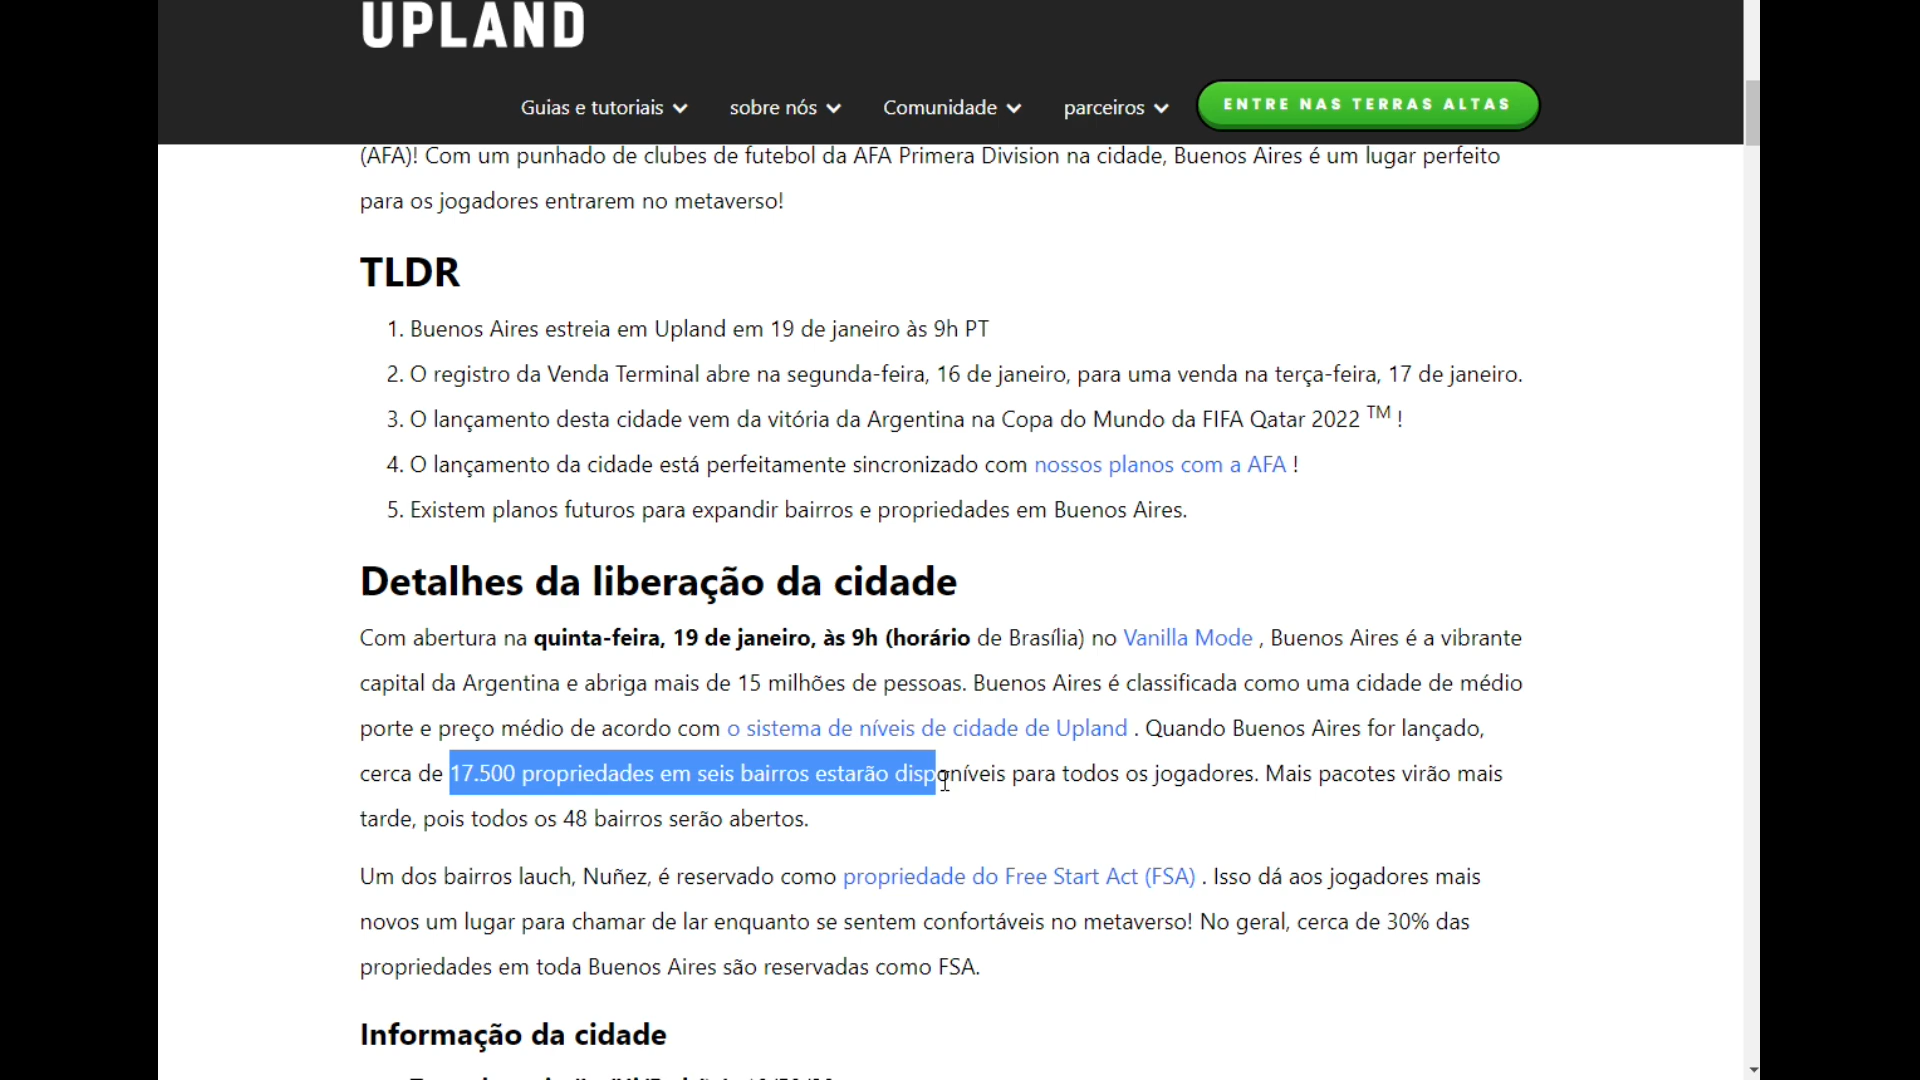 UPLAND
Guias e tutoriais sobre nós Comunidade parceiros ENTRE NAS TERRAS ALTAS
(AFA)! Com um punhado de clubes de futebol da AFA Primera Division na cidade, Buenos Aires é um lugar perfeito
para os jogadores entrarem no metaverso!
TLDR
1. Buenos Aires estreia em Upland em 19 de janeiro às 9h PT
2. O registro da Venda Terminal abre na segunda-feira, 16 de janeiro, para uma venda na terça-feira, 17 de janeiro.
3. O lançamento desta cidade vem da vitória da Argentina na Copa do Mundo da FIFA Qatar 2022 TM !
4. O lançamento da cidade está perfeitamente sincronizado com nossos planos com a AFA !
5. Existem planos futuros para expandir bairros e propriedades em Buenos Aires.
Detalhes da liberação da cidade
Com abertura na quinta-feira, 19 de janeiro, às 9h (horário de Brasília) no Vanilla Mode , Buenos Aires é a vibrante
capital da Argentina e abriga mais de 15 milhões de pessoas. Buenos Aires é classificada como uma cidade de médio
porte e preço médio de acordo com o sistema de níveis de cidade de Upland . Quando Buenos Aires for lançado,
cerca de 17.500 propriedades em seis bairros estarão disponíveis para todos os jogadores. Mais pacotes virão mais
tarde, pois todos os 48 bairros serão abertos.
Um dos bairros lauch, Nuñez, é reservado como propriedade do Free Start Act (FSA) . Isso dá aos jogadores mais
novos um lugar para chamar de lar enquanto se sentem confortáveis no metaverso! No geral, cerca de 30% das
propriedades em toda Buenos Aires são reservadas como FSA.
Informação da cidade